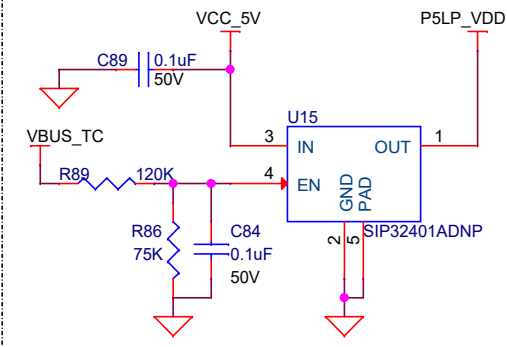 VCC_5V
P5LP_VDD
C89
0.1uF
50V
U15
VBUS_TC
3
IN
OUT
1
R89
120K
4
EN
GND
PAD
R86
75K
C84
0.1uF
50V
2
5
SIP32401ADNP